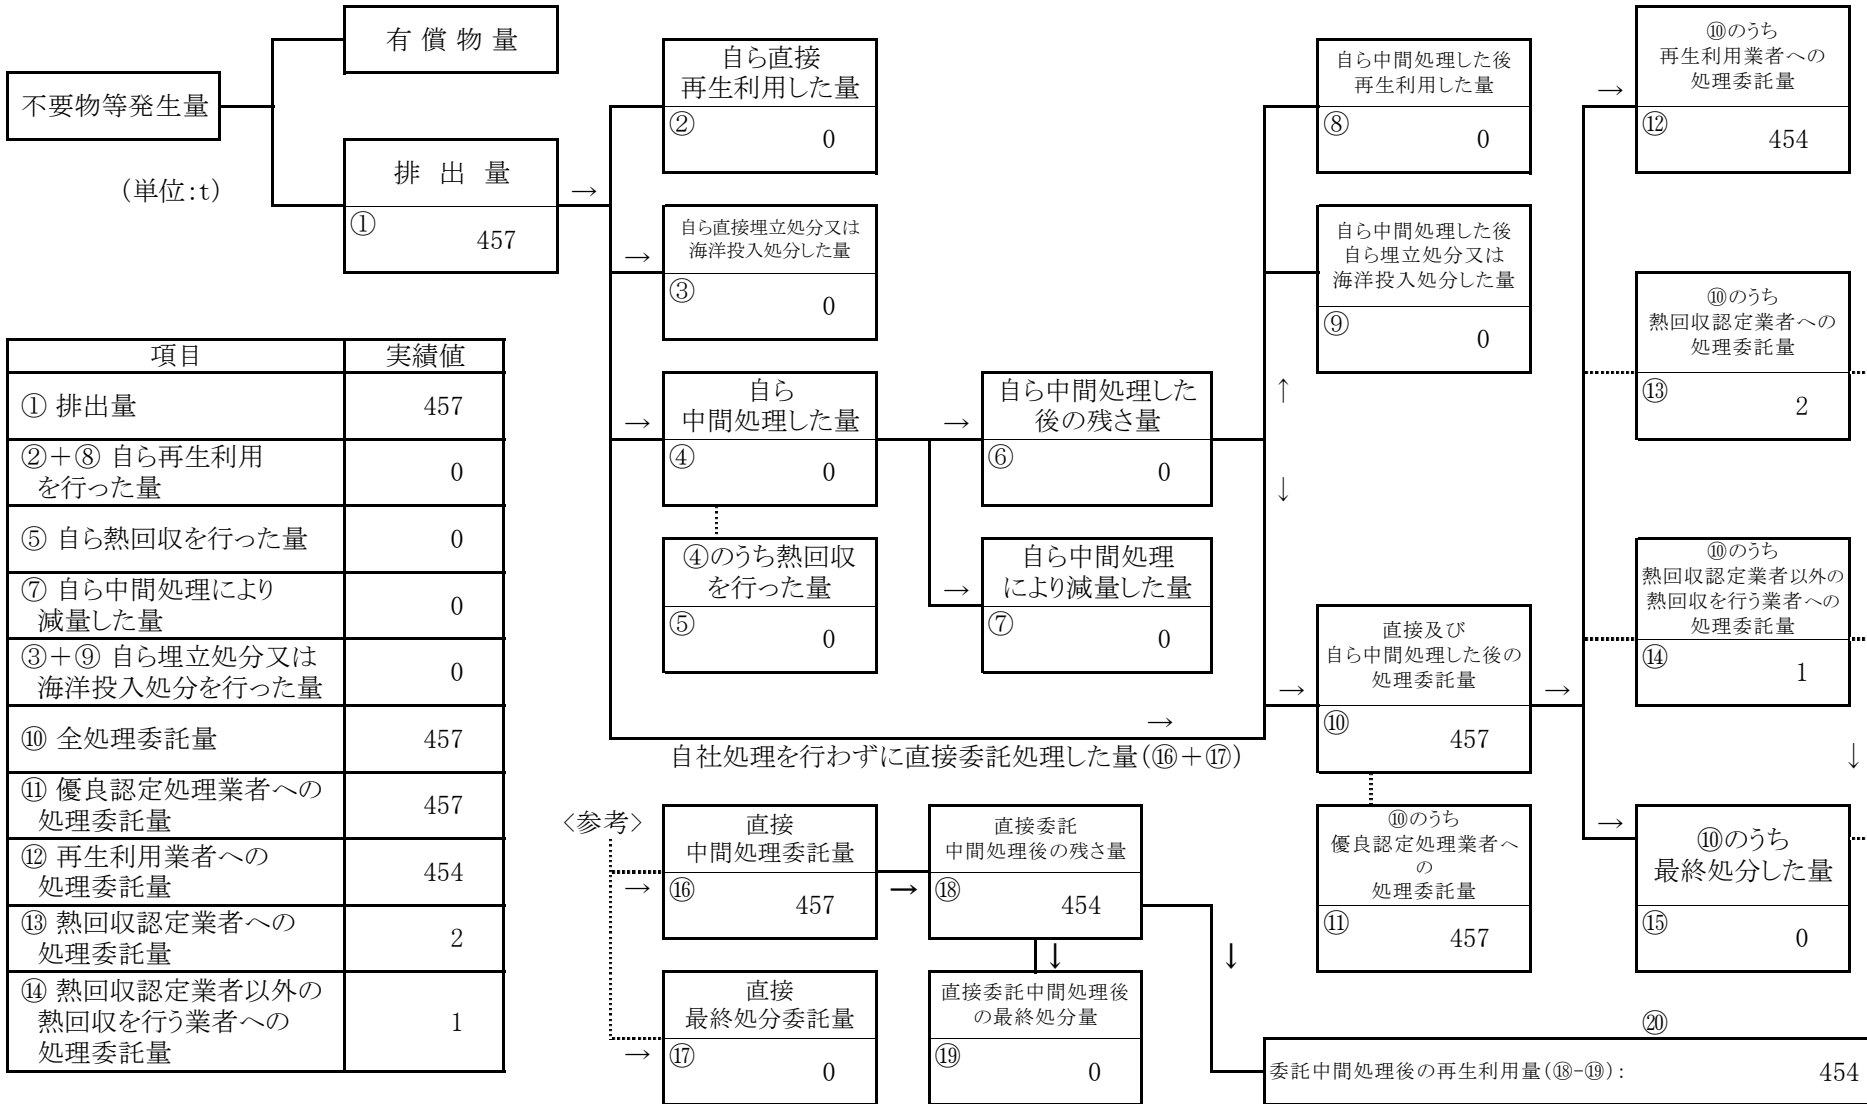 有 償 物 量
不要物等発生量
(単位:t)
排 出 量
①
457
→
自ら直接
再生利用した量
②
0
→
自ら直接埋立処分又は
海洋投入処分した量
③
0
→
自ら
中間処理した量
④
0
④のうち熱回収
を行った量
⑤
0
→
自ら中間処理した
後の残さ量
⑥
0
→
自ら中間処理
により減量した量
⑦
0
自ら中間処理した後
再生利用した量
⑧
0
自ら中間処理した後
自ら埋立処分又は
海洋投入処分した量
⑨
0
↑
↓
→
直接及び
自ら中間処理した後の
処理委託量
⑩
457
→
→
自社処理を行わずに直接委託処理した量(⑯+⑰)
⑩のうち
優良認定処理業者へ
の
処理委託量
⑪
457
→
⑩のうち
再生利用業者への
処理委託量
⑫
454
⑩のうち
熱回収認定業者への
処理委託量
⑬
2
⑩のうち
熱回収認定業者以外の
熱回収を行う業者への
処理委託量
⑭
1
↓
→
⑩のうち
最終処分した量
⑮
0
項目 実績値
① 排出量 457
②+⑧ 自ら再生利用
を行った量 0
⑤ 自ら熱回収を行った量 0
⑦ 自ら中間処理により
減量した量 0
③+⑨ 自ら埋立処分又は
海洋投入処分を行った量 0
⑩ 全処理委託量 457
⑪ 優良認定処理業者への
処理委託量 457
⑫ 再生利用業者への
処理委託量 454
⑬ 熱回収認定業者への
処理委託量 2
⑭ 熱回収認定業者以外の
熱回収を行う業者への
処理委託量 1
<参考>
→
直接
中間処理委託量
⑯
457
→
直接委託
中間処理後の残さ量
⑱
454
↓
↓
→
直接
最終処分委託量
⑰
0
直接委託中間処理後
の最終処分量
⑲
0
⑳
委託中間処理後の再生利用量(⑱-⑲): 454